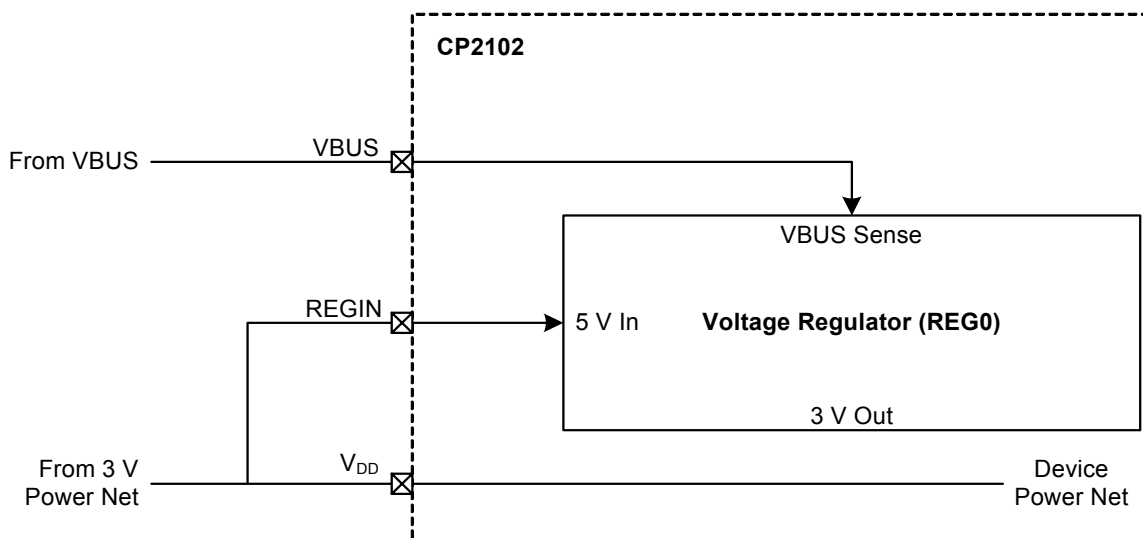 CP2102
From VBUS
VBUS
VBUS Sense
REGIN
5 V In
Voltage Regulator (REG0)
3 V Out
From 3 V
Power Net
VDD
Device
Power Net